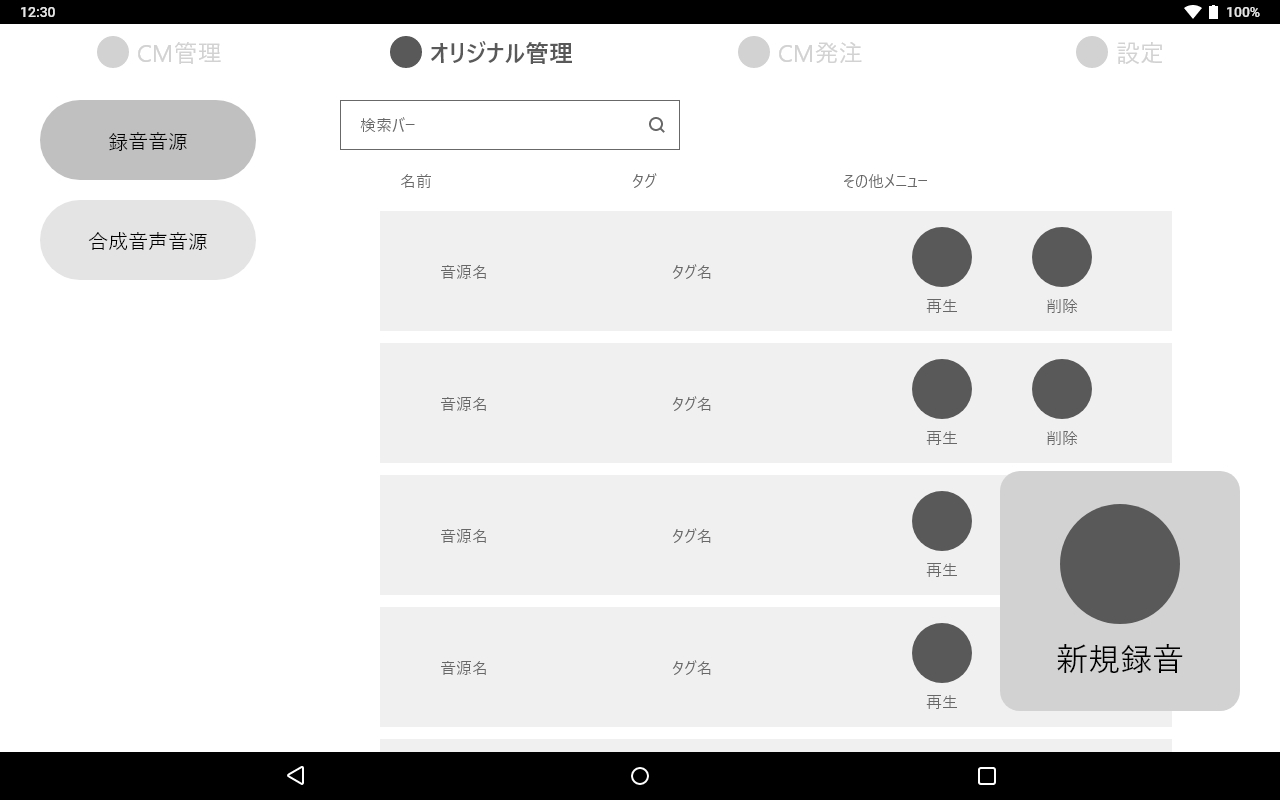 12:30
100%
CM管理
オリジナル管理
CM発注
設定
録音音源
合成音声音源
検索バー
名前
タグ
その他メニュー
音源名
タグ名
再生
削除
音源名
タグ名
再生
削除
音源名
タグ名
再生
音源名
タグ名
再生
新規録音